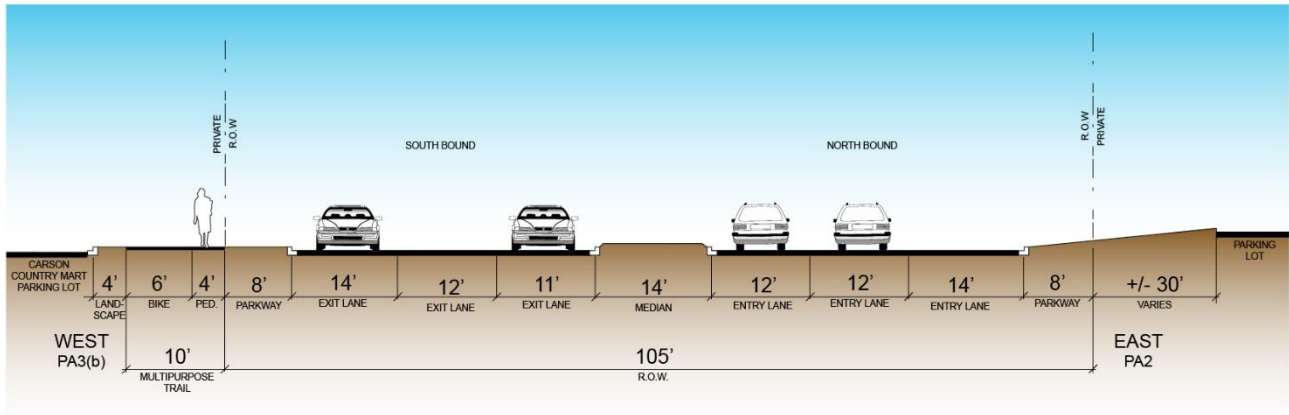 PRIVATE
R.O.W
SOUTH BOUND
NORTH BOUND
R.O.W
PRIVATE
CARSON
COUNTRY MART
PARKING LOT
4'
LAND-
SCAPE
6'
BIKE
4'
PED.
8'
PARKWAY
14'
EXIT LANE
12'
EXIT LANE
11'
EXIT LANE
14'
MEDIAN
12'
ENTRY LANE
12'
ENTRY LANE
14'
ENTRY LANE
8'
PARKWAY
+/- 30'
VARIES
PARKING
LOT
WEST
PA3(b)
10'
MULTIPURPOSE
TRAIL
105'
R.O.W.
EAST
PA2